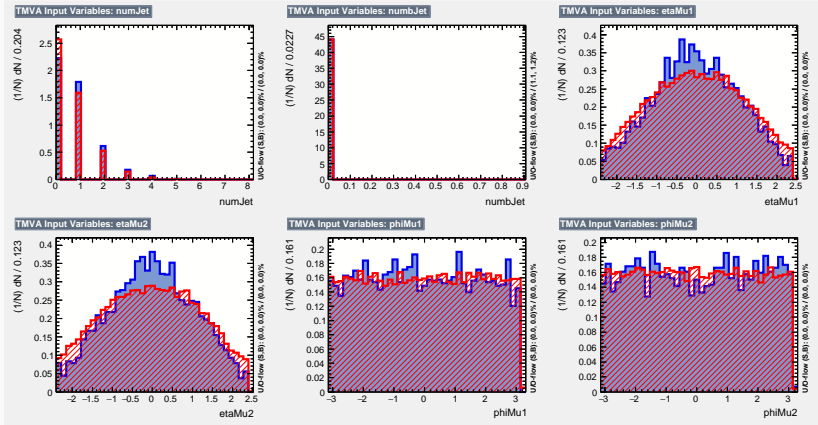 TMVA Input Variables: numJet
(1/N) dN / 0.204
2.5
2
1.5
1
0.5
0
0 1 2 3 4 5 6 7 8
numJet
U/O-flow (S,B): (0.0, 0.0)% / (0.0, 0.0)%
TMVA Input Variables: numbJet
(1/N) dN / 0.0227
45
40
35
30
25
20
15
10
5
0
0 0.1 0.2 0.3 0.4 0.5 0.6 0.7 0.8 0.9
numbJet
U/O-flow (S,B): (0.0, 0.0)% / (1.1, 1.2)%
TMVA Input Variables: etaMu1
(1/N) dN / 0.123
0.4
0.35
0.3
0.25
0.2
0.15
0.1
0.05
0
−2 −1.5 −1 −0.5 0 0.5 1 1.5 2 2.5
etaMu1
U/O-flow (S,B): (0.0, 0.0)% / (0.0, 0.0)%
TMVA Input Variables: etaMu2
(1/N) dN / 0.123
0.4
0.35
0.3
0.25
0.2
0.15
0.1
0.05
0
−2 −1.5 −1 −0.5 0 0.5 1 1.5 2 2.5
etaMu2
U/O-flow (S,B): (0.0, 0.0)% / (0.0, 0.0)%
TMVA Input Variables: phiMu1
(1/N) dN / 0.161
0.2
0.18
0.16
0.14
0.12
0.1
0.08
0.06
0.04
0.02
0
−3 −2 −1 0 1 2 3
phiMu1
U/O-flow (S,B): (0.0, 0.0)% / (0.0, 0.0)%
TMVA Input Variables: phiMu2
(1/N) dN / 0.161
0.2
0.18
0.16
0.14
0.12
0.1
0.08
0.06
0.04
0.02
0
−3 −2 −1 0 1 2 3
phiMu2
U/O-flow (S,B): (0.0, 0.0)% / (0.0, 0.0)%